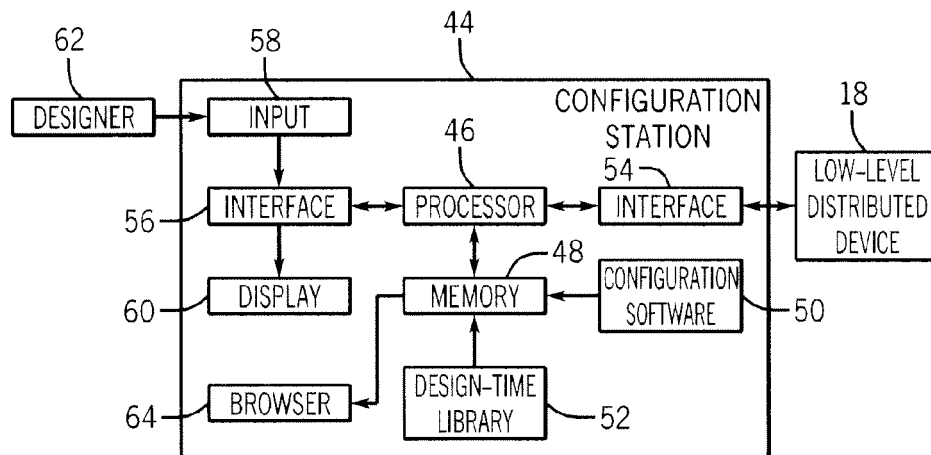 62
58
44
DESIGNER
INPUT
CONFIGURATION
STATION
46
54
18
56
INTERFACE
PROCESSOR
INTERFACE
LOW-LEVEL
DISTRIBUTED
DEVICE
48
60
DISPLAY
MEMORY
CONFIGURATION
SOFTWARE
50
64
BROWSER
DESIGN-TIME
LIBRARY
52